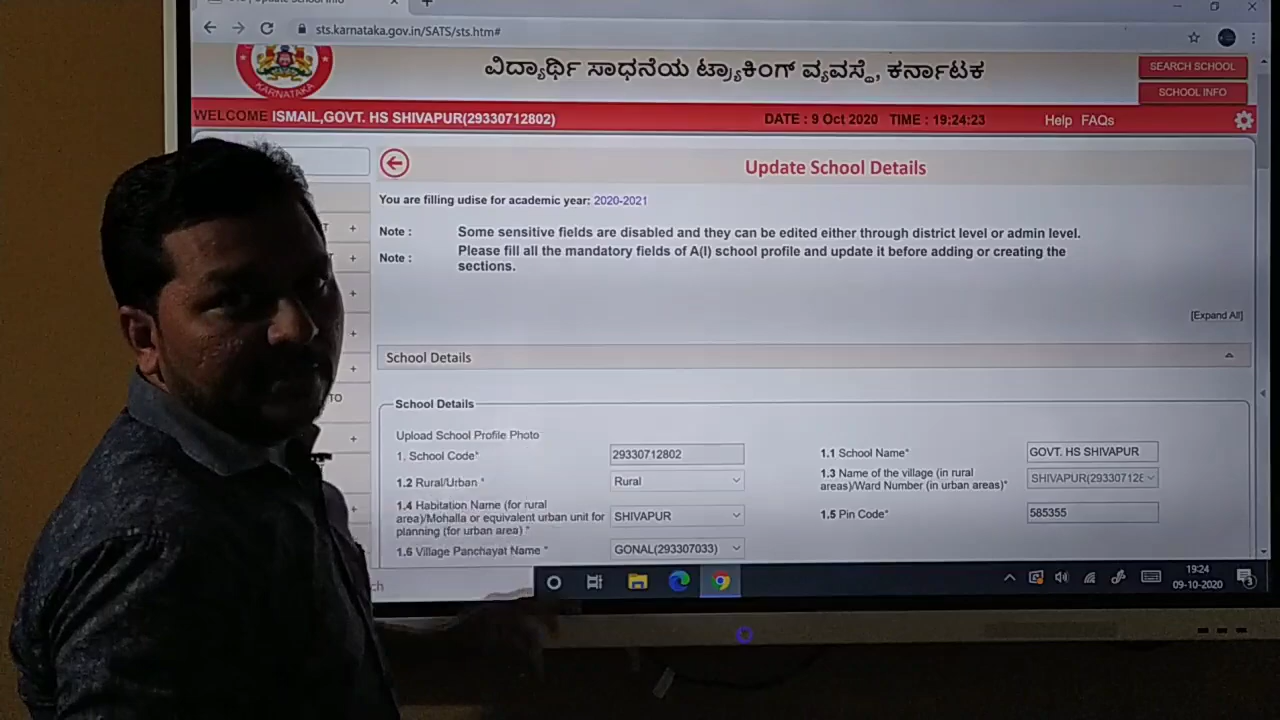 sts.karnataka.gov.in/SATS/sts.htm#
KARNATAKA
ವಿದ್ಯಾರ್ಥಿ ಸಾಧನೆಯ ಟ್ರ್ಯಾಕಿಂಗ್ ವ್ಯವಸ್ಥೆ, ಕರ್ನಾಟಕ
SEARCH SCHOOL
SCHOOL INFO
WELCOME ISMAIL,GOVT. HS SHIVAPUR(29330712802) DATE : 9 Oct 2020 TIME : 19:24:23 Help FAQs
Update School Details
You are filling udise for academic year: 2020-2021
Note : Some sensitive fields are disabled and they can be edited either through district level or admin level.
Note : Please fill all the mandatory fields of A(I) school profile and update it before adding or creating the
sections.
[Expand All]
School Details
School Details
TO
Upload School Profile Photo
1. School Code* 29330712802 1.1 School Name* GOVT. HS SHIVAPUR
1.2 Rural/Urban * Rural 1.3 Name of the village (in rural
areas)/Ward Number (in urban areas)* SHIVAPUR(293307128
1.4 Habitation Name (for rural
area)/Mohalla or equivalent urban unit for
planning (for urban area) * SHIVAPUR 1.5 Pin Code* 585355
1.6 Village Panchayat Name * GONAL(293307033)
19:24
09-10-2020
3